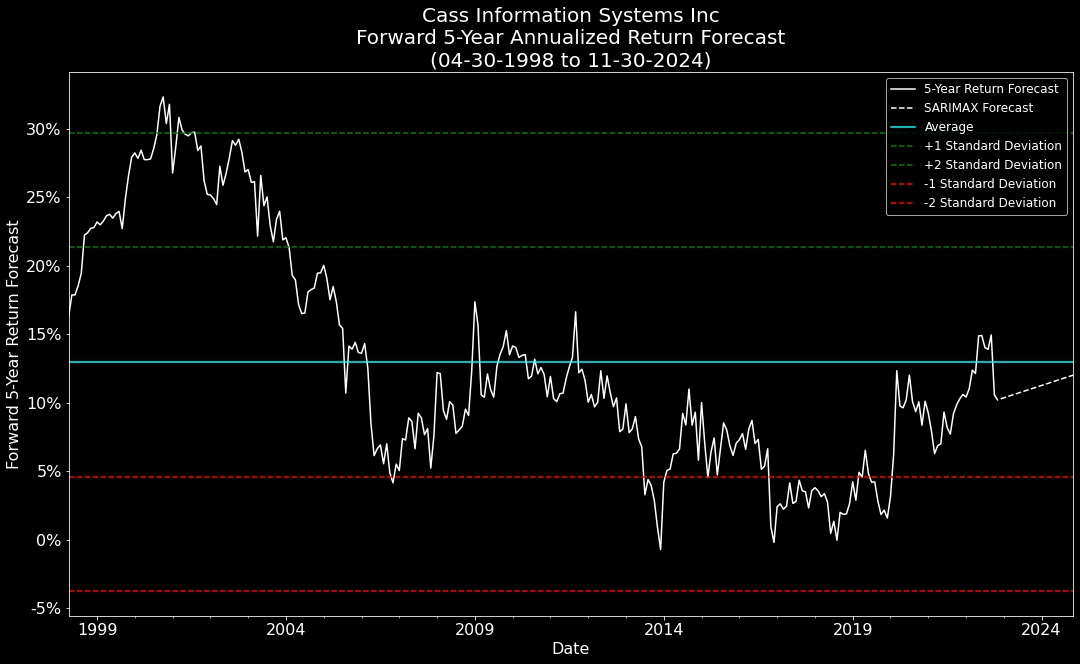 Cass Information Systems Inc
Forward 5-Year Annualized Return Forecast
(04-30-1998 to 11-30-2024)
5-Year Return Forecast
SARIMAX Forecast
Average
+1 Standard Deviation
+2 Standard Deviation
-1 Standard Deviation
-2 Standard Deviation
Forward 5-Year Return Forecast
30%
25%
20%
15%
10%
5%
0%
-5%
1999 2004 2009 2014 2019 2024
Date